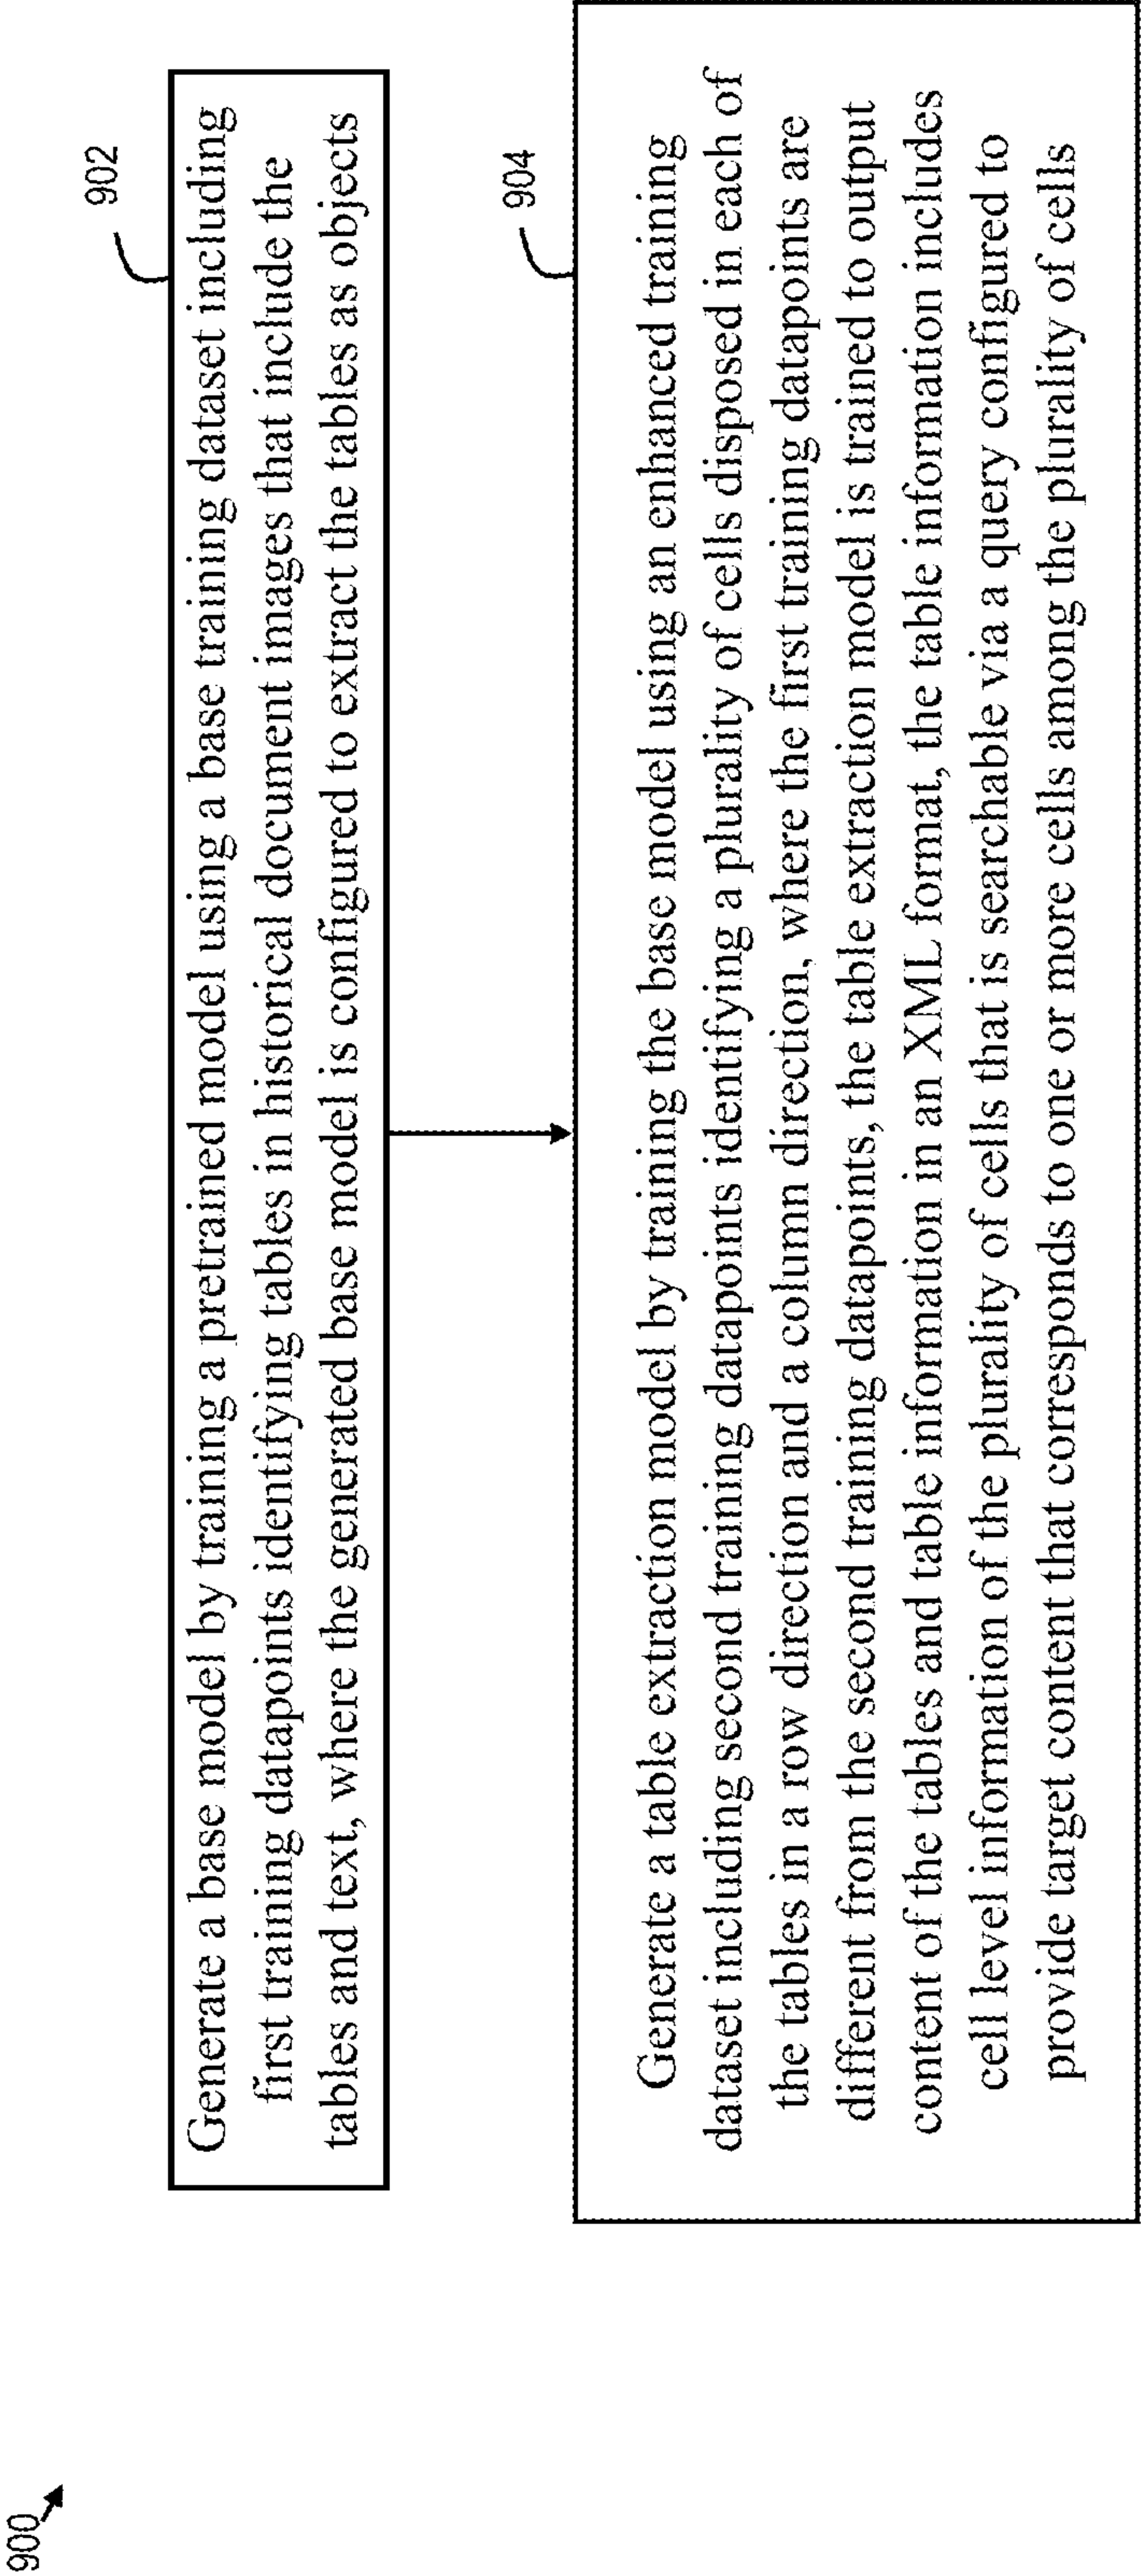 900
902
Generate a base model by training a pretrained model using a base training dataset including
first training datapoints identifying tables in historical document images that include the
tables and text, where the generated base model is configured to extract the tables as objects
904
Generate a table extraction model by training the base model using an enhanced training
dataset including second training datapoints identifying a plurality of cells disposed in each of
the tables in a row direction and a column direction, where the first training datapoints are
different from the second training datapoints, the table extraction model is trained to output
content of the tables and table information in an XML format, the table information includes
cell level information of the plurality of cells that is searchable via a query configured to
provide target content that corresponds to one or more cells among the plurality of cells